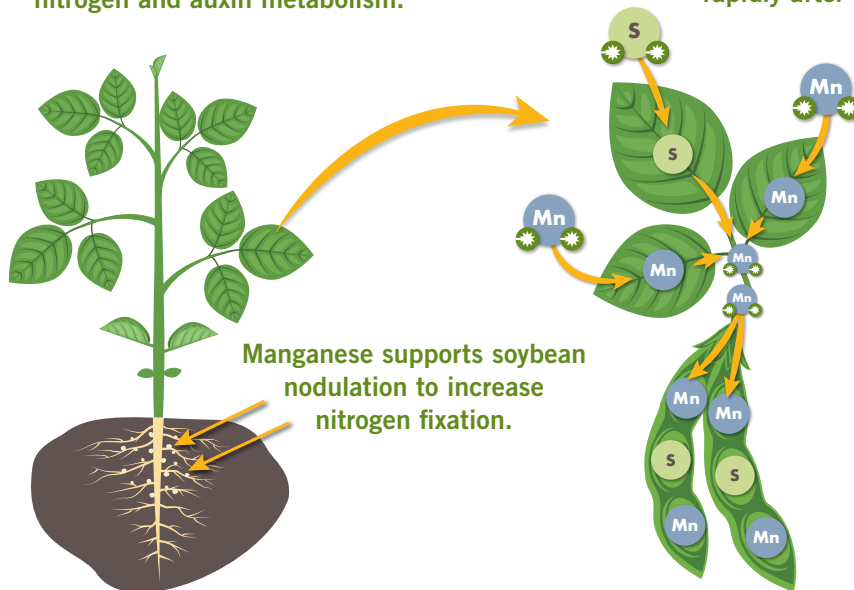 nitrogen and auxin metabolism.
rapidly after
S
Mn
S
Mn
Mn
Mn
Mn
Mn
Manganese supports soybean
nodulation to increase
nitrogen fixation.
Mn
Mn
S
S
Mn
Mn